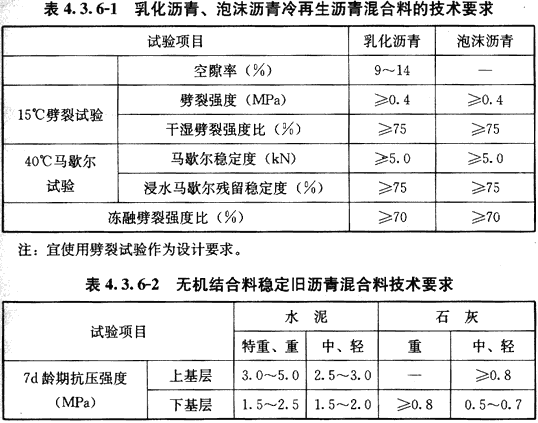 表 4.3.6-1 乳化沥青、泡沫沥青冷再生沥青混合料的技术要求
试验项目 乳化沥青 泡沫沥青
空隙率(%) 9～14 —
15℃劈裂试验 劈裂强度(MPa) ≥0.4 ≥0.4
干湿劈裂强度比(%) ≥75 ≥75
40℃马歇尔试验 马歇尔稳定度(kN) ≥5.0 ≥5.0
浸水马歇尔残留稳定度(%) ≥75 ≥75
冻融劈裂强度比(%) ≥70 ≥70
注：宜使用劈裂试验作为设计要求。
表 4.3.6-2 无机结合料稳定旧沥青混合料技术要求
试验项目 水 泥 石 灰
特重、重 中、轻 重 中、轻
7d 龄期抗压强度(MPa) 上基层 3.0～5.0 2.5～3.0 — ≥0.8
下基层 1.5～2.5 1.5～2.0 ≥0.8 0.5～0.7